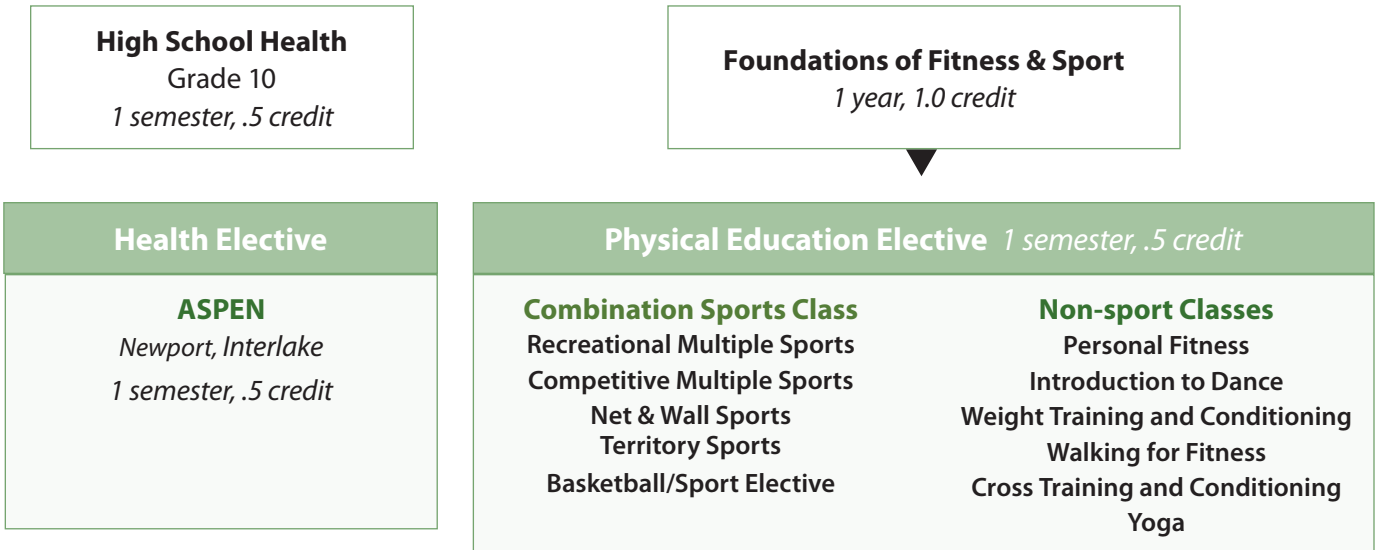 High School Health
Grade 10
1 semester, .5 credit
Foundations of Fitness & Sport
1 year, 1.0 credit
Health Elective
ASPEN
Newport, Interlake
1 semester, .5 credit
Physical Education Elective 1 semester, .5 credit
Combination Sports Class
Recreational Multiple Sports
Competitive Multiple Sports
Net & Wall Sports
Territory Sports
Basketball/Sport Elective
Non-sport Classes
Personal Fitness
Introduction to Dance
Weight Training and Conditioning
Walking for Fitness
Cross Training and Conditioning
Yoga